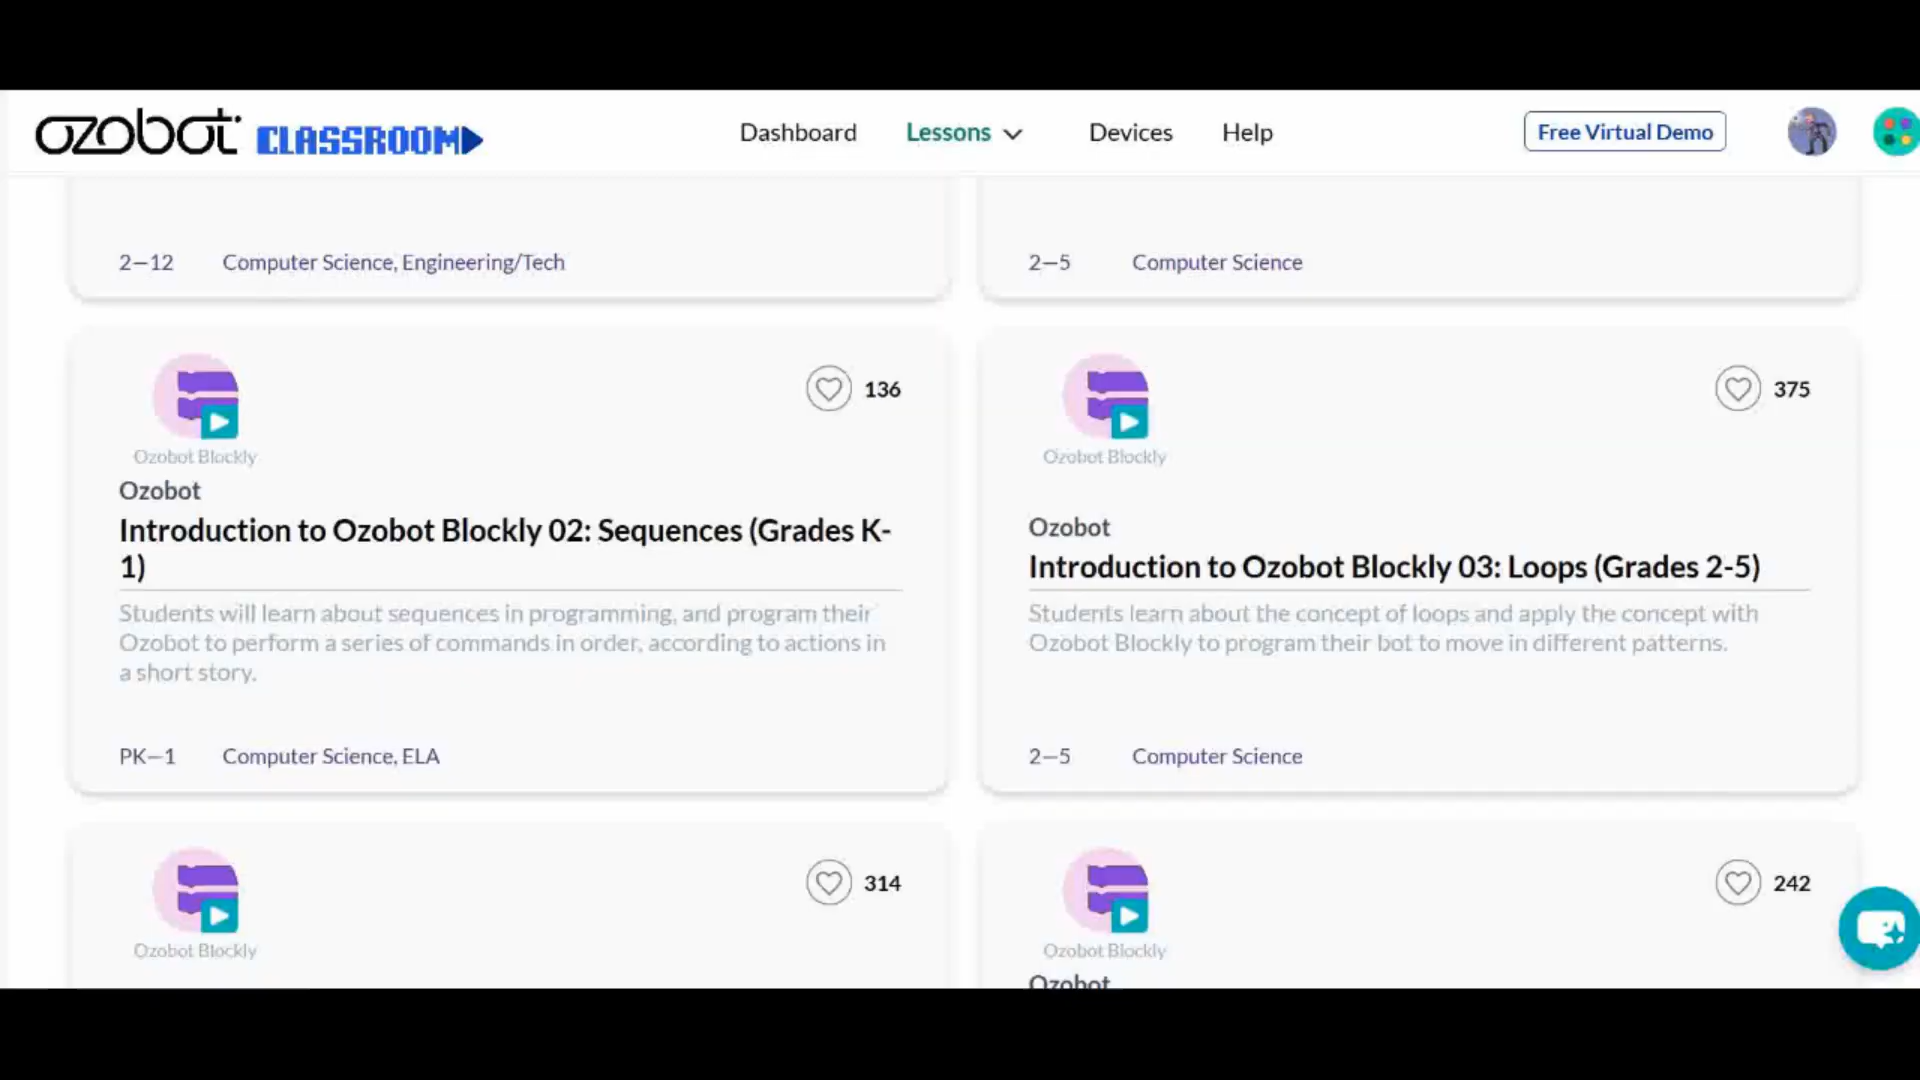 ozobot CLASSROOM
Dashboard
Lessons
Devices
Help
Free Virtual Demo
2—12 Computer Science, Engineering/Tech
2—5 Computer Science
136
Ozobot Blockly
Ozobot
Introduction to Ozobot Blockly 02: Sequences (Grades K-
1)
Students will learn about sequences in programming, and program their
Ozobot to perform a series of commands in order, according to actions in
a short story.
PK—1 Computer Science, ELA
375
Ozobot Blockly
Ozobot
Introduction to Ozobot Blockly 03: Loops (Grades 2-5)
Students learn about the concept of loops and apply the concept with
Ozobot Blockly to program their bot to move in different patterns.
2—5 Computer Science
314
Ozobot Blockly
242
Ozobot Blockly
Ozobot